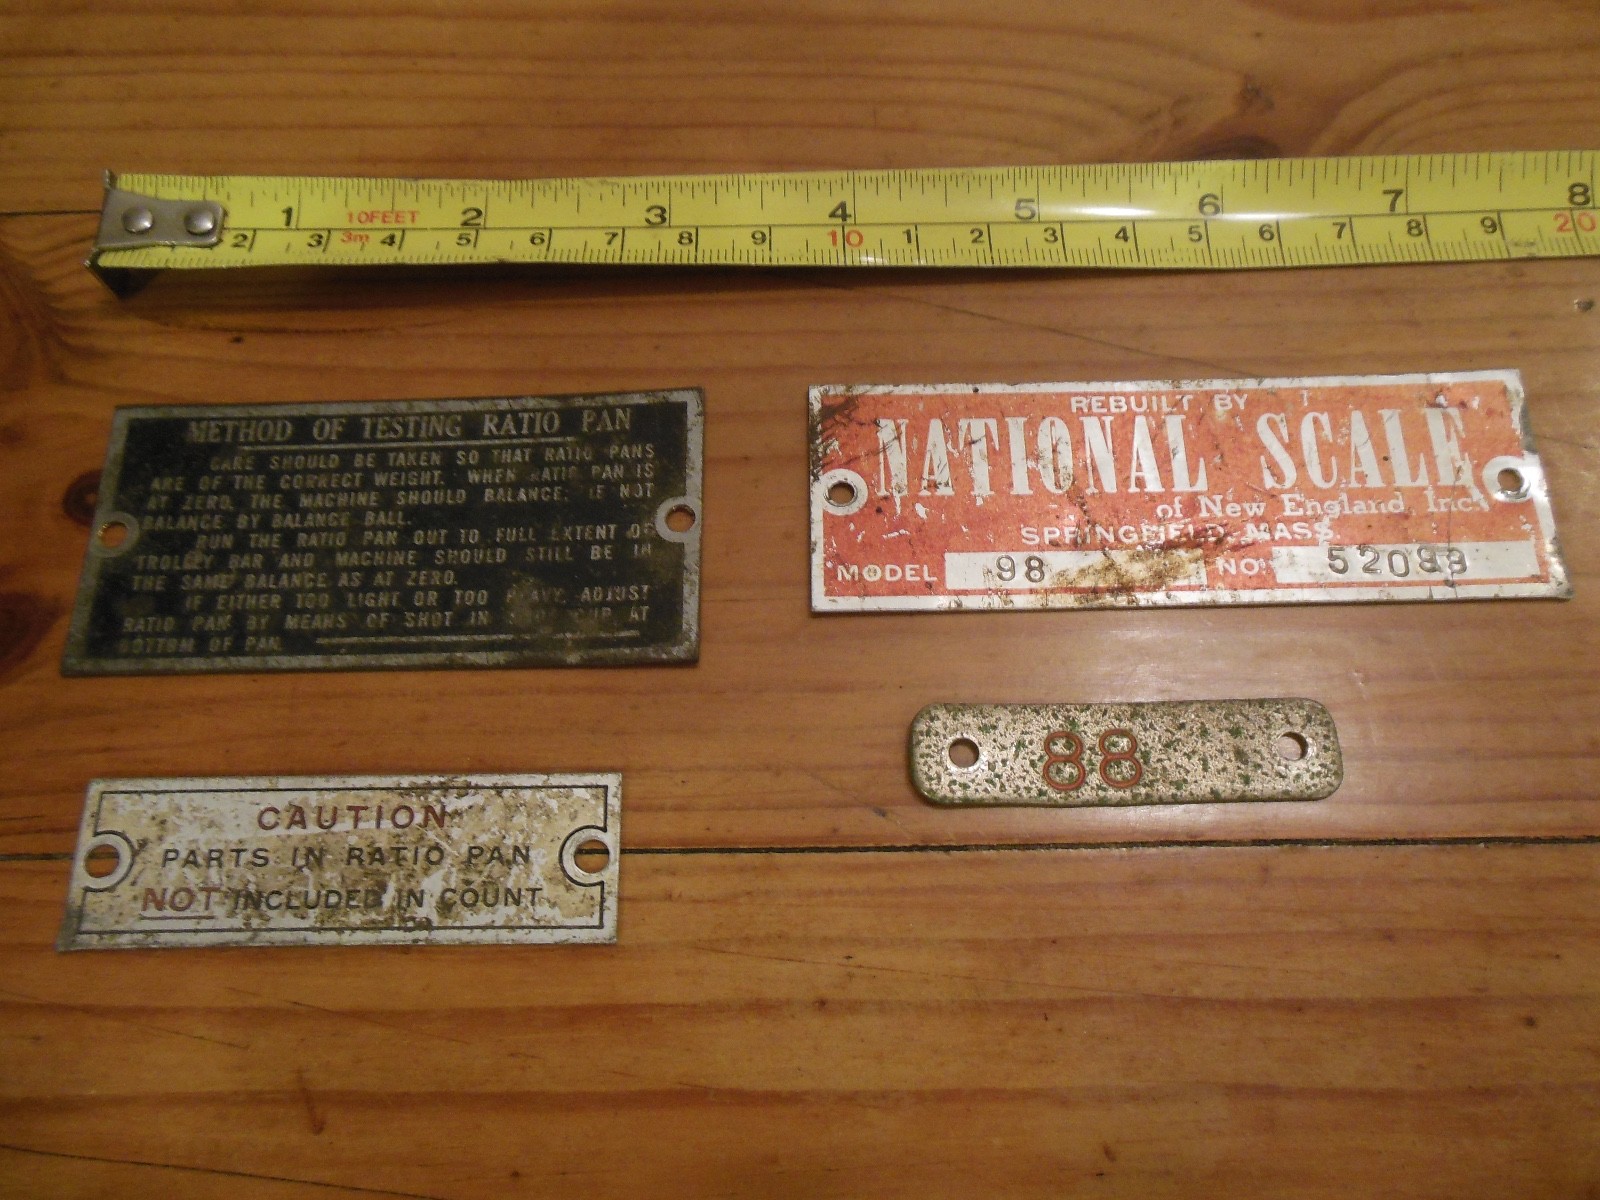 1 10FEET 2 3 4 5 6 7 8
2 3 3m 4 5 6 7 8 9 10 1 2 3 4 5 6 7 8 9 20
METHOD OF TESTING RATIO PAN
CARE SHOULD BE TAKEN SO THAT RATIO PANS
ARE OF THE CORRECT WEIGHT. WHEN RATIO PAN IS
AT ZERO, THE MACHINE SHOULD BALANCE, IF NOT
BALANCE BY BALANCE BALL.
RUN THE RATIO PAN OUT TO FULL EXTENT OF
TROLLEY BAR AND MACHINE SHOULD STILL BE IN
THE SAME BALANCE AS AT ZERO.
IF EITHER TOO LIGHT OR TOO HEAVY, ADJUST
RATIO PAN BY MEANS OF SHOT IN CUP AT
BOTTOM OF PAN.
REBUILT BY
NATIONAL SCALE
of New England Inc.
SPRINGFIELD, MASS.
MODEL 98 NO. 52089
88
CAUTION
PARTS IN RATIO PAN
NOT INCLUDED IN COUNT